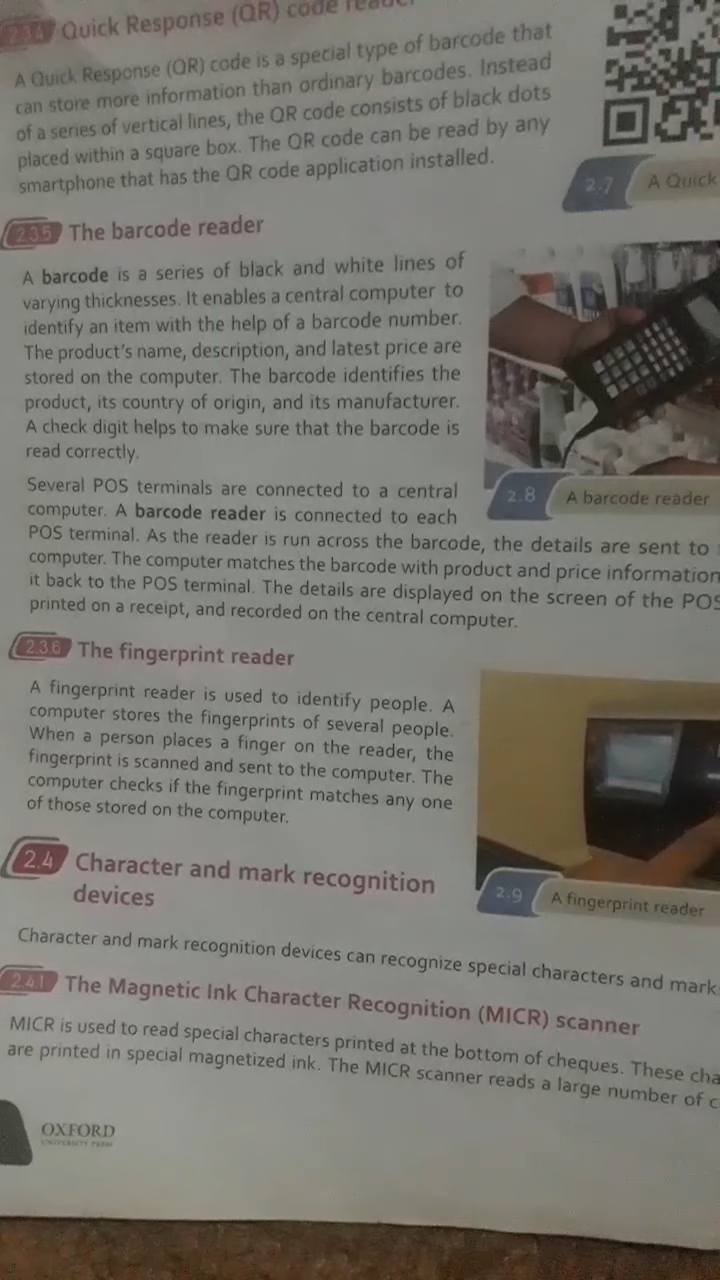 2.3.4 Quick Response (QR) code reader
A Quick Response (QR) code is a special type of barcode that
can store more information than ordinary barcodes. Instead
of a series of vertical lines, the QR code consists of black dots
placed within a square box. The QR code can be read by any
smartphone that has the QR code application installed.
2.7 A Quick
2.3.5 The barcode reader
A barcode is a series of black and white lines of
varying thicknesses. It enables a central computer to
identify an item with the help of a barcode number.
The product's name, description, and latest price are
stored on the computer. The barcode identifies the
product, its country of origin, and its manufacturer.
A check digit helps to make sure that the barcode is
read correctly.
2.8 A barcode reader
Several POS terminals are connected to a central
computer. A barcode reader is connected to each
POS terminal. As the reader is run across the barcode, the details are sent to
computer. The computer matches the barcode with product and price information
it back to the POS terminal. The details are displayed on the screen of the POS
printed on a receipt, and recorded on the central computer.
2.3.6 The fingerprint reader
A fingerprint reader is used to identify people. A
computer stores the fingerprints of several people.
When a person places a finger on the reader, the
fingerprint is scanned and sent to the computer. The
computer checks if the fingerprint matches any one
of those stored on the computer.
2.9 A fingerprint reader
2.4 Character and mark recognition
devices
Character and mark recognition devices can recognize special characters and mark
2.4.1 The Magnetic Ink Character Recognition (MICR) scanner
MICR is used to read special characters printed at the bottom of cheques. These cha
are printed in special magnetized ink. The MICR scanner reads a large number of c
OXFORD
UNIVERSITY PRESS